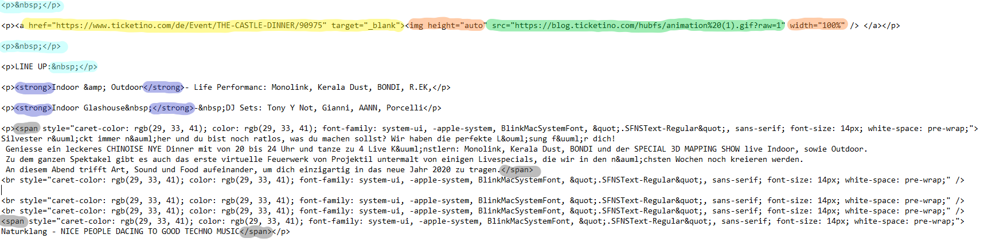 <p>&nbsp;</p>
<p><a href="https://www.ticketino.com/de/Event/THE-CASTLE-DINNER/90975" target="_blank"><img height="auto" src="https://blog.ticketino.com/hubfs/animation%20(1).gif?raw=1" width="100%" /> </a></p>
<p>&nbsp;</p>
<p>LINE UP:&nbsp;</p>
<p><strong>Indoor &amp; Outdoor</strong>- Life Performanc: Monolink, Kerala Dust, BONDI, R.EK,</p>
<p><strong>Indoor Glashouse&nbsp;</strong>-&nbsp;DJ Sets: Tony Y Not, Gianni, AANN, Porcelli</p>
<p><span style="caret-color: rgb(29, 33, 41); color: rgb(29, 33, 41); font-family: system-ui, -apple-system, BlinkMacSystemFont, &quot;.SFNSText-Regular&quot;, sans-serif; font-size: 14px; white-space: pre-wrap;">
Silvester r&uuml;ckt immer n&auml;her und du bist noch ratlos, was du machen sollst? Wir haben die perfekte L&ouml;sung f&uuml;r dich!
Geniesse ein leckeres CHINOISE NYE Dinner mit von 20 bis 24 Uhr und tanze zu 4 Live K&uuml;nstlern: Monolink, Kerala Dust, BONDI und der SPECIAL 3D MAPPING SHOW live Indoor, sowie Outdoor.
Zu dem ganzen Spektakel gibt es auch das erste virtuelle Feuerwerk von Projektil untermalt von einigen Livespecials, die wir in den n&auml;chsten Wochen noch kreieren werden.
An diesem Abend trifft Art, Sound und Food aufeinander, um dich einzigartig in das neue Jahr 2020 zu tragen.</span>
<br style="caret-color: rgb(29, 33, 41); color: rgb(29, 33, 41); font-family: system-ui, -apple-system, BlinkMacSystemFont, &quot;.SFNSText-Regular&quot;, sans-serif; font-size: 14px; white-space: pre-wrap;" />
<br style="caret-color: rgb(29, 33, 41); color: rgb(29, 33, 41); font-family: system-ui, -apple-system, BlinkMacSystemFont, &quot;.SFNSText-Regular&quot;, sans-serif; font-size: 14px; white-space: pre-wrap;" />
<br style="caret-color: rgb(29, 33, 41); color: rgb(29, 33, 41); font-family: system-ui, -apple-system, BlinkMacSystemFont, &quot;.SFNSText-Regular&quot;, sans-serif; font-size: 14px; white-space: pre-wrap;" />
<span style="caret-color: rgb(29, 33, 41); color: rgb(29, 33, 41); font-family: system-ui, -apple-system, BlinkMacSystemFont, &quot;.SFNSText-Regular&quot;, sans-serif; font-size: 14px; white-space: pre-wrap;">
Naturklang - NICE PEOPLE DACING TO GOOD TECHNO MUSIC</span></p>